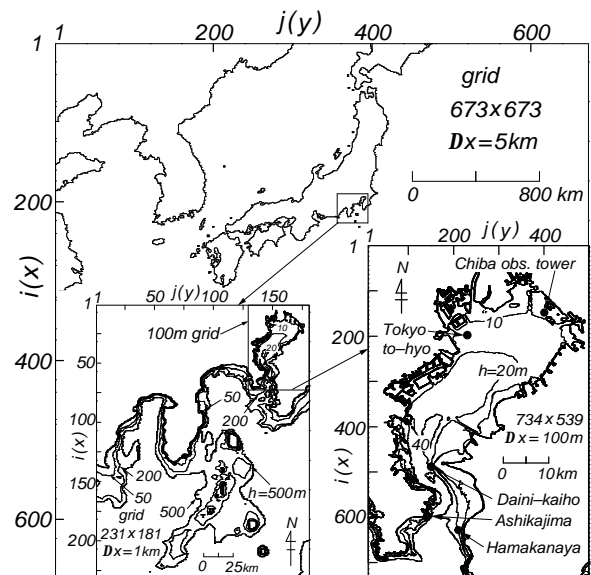 j(y)
1 200 400 600
1
grid
673x673
Dx=5km
0 800 km
200
i(x)
400
600
j(y)
1 50 100 150
1
100m grid
10
20
50
50
200
100
i(x)
150
200
50
500
h=500m
grid
231x181
Dx=1km
200
0 25km
N
j(y)
1 200 400
1
Chiba obs. tower
N
10
Tokyo
to–hyo
200
h=20m
734x539
Dx=100m
400
40
0 10km
i(x)
Daini–kaiho
Ashikajima
600
Hamakanaya